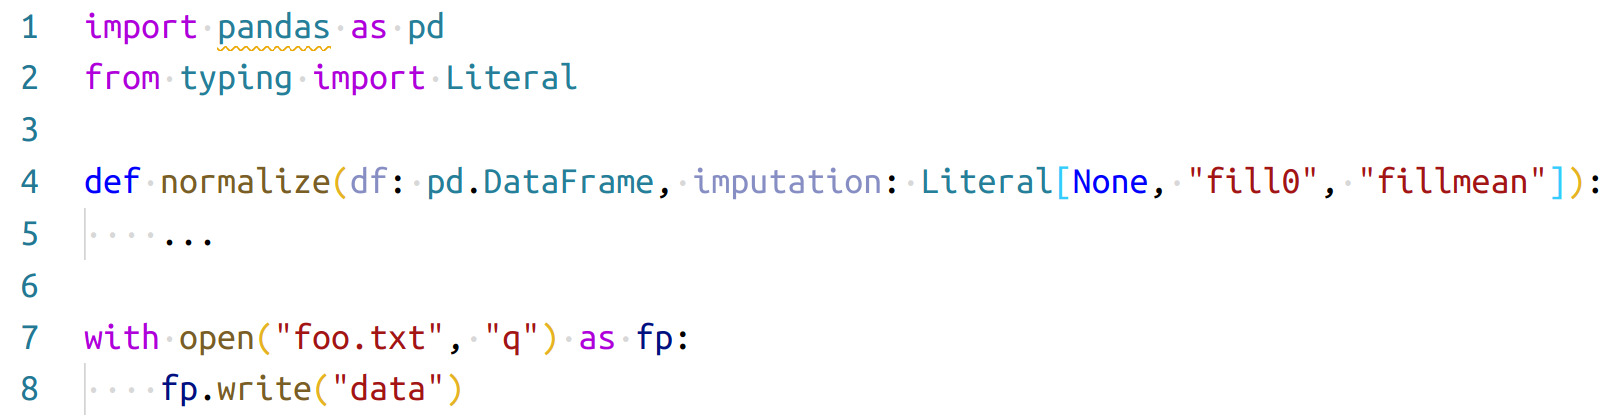 1 import pandas as pd
2 from typing import Literal
3
4 def normalize(df: pd.DataFrame, imputation: Literal[None, "fill0", "fillmean"]):
5     ...
6
7 with open("foo.txt", "q") as fp:
8     fp.write("data")